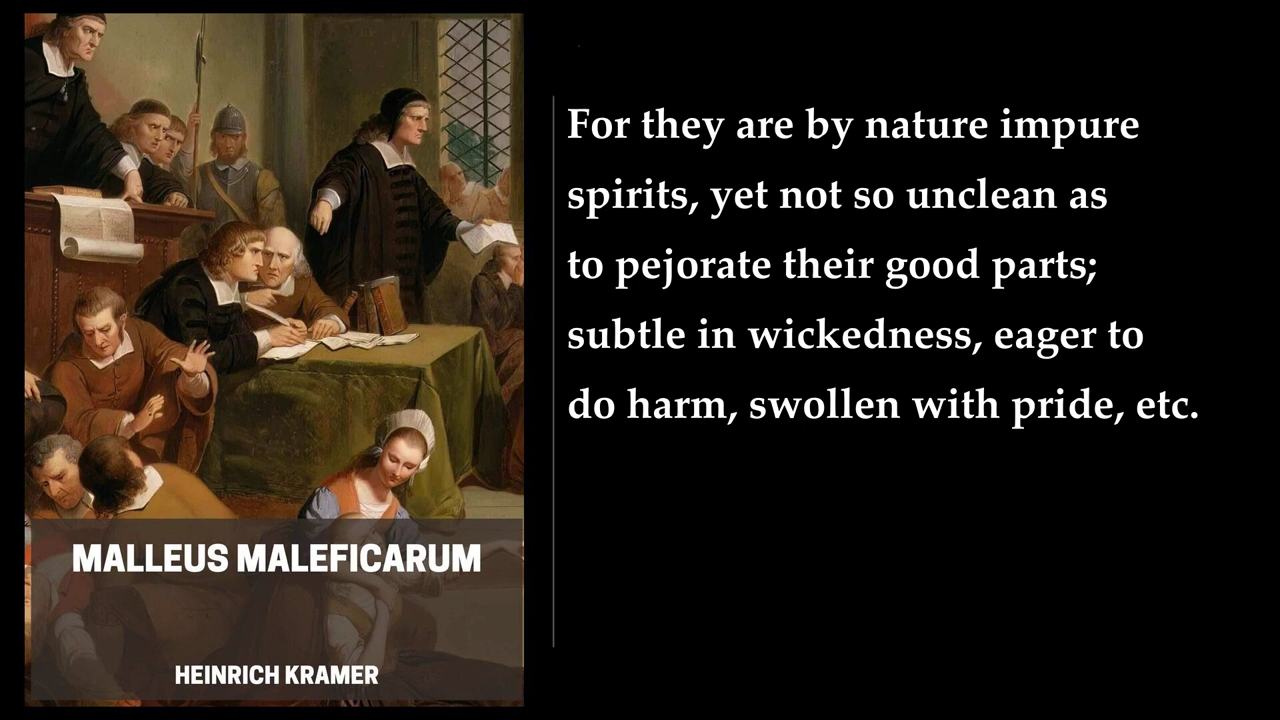 MALLEUS MALEFICARUM
HEINRICH KRAMER
For they are by nature impure
spirits, yet not so unclean as
to pejorate their good parts;
subtle in wickedness, eager to
do harm, swollen with pride, etc.